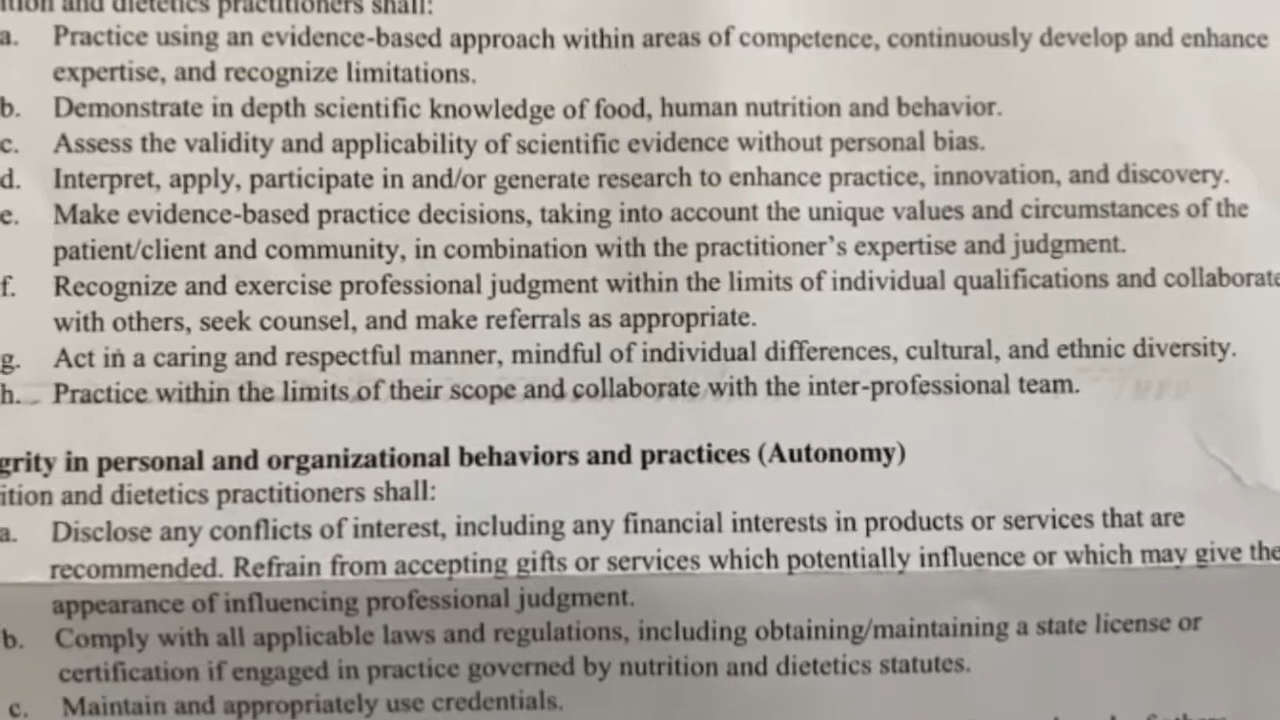 ition and dietetics practitioners shall:
a. Practice using an evidence-based approach within areas of competence, continuously develop and enhance
expertise, and recognize limitations.
b. Demonstrate in depth scientific knowledge of food, human nutrition and behavior.
c. Assess the validity and applicability of scientific evidence without personal bias.
d. Interpret, apply, participate in and/or generate research to enhance practice, innovation, and discovery.
e. Make evidence-based practice decisions, taking into account the unique values and circumstances of the
patient/client and community, in combination with the practitioner's expertise and judgment.
f. Recognize and exercise professional judgment within the limits of individual qualifications and collaborate
with others, seek counsel, and make referrals as appropriate.
g. Act in a caring and respectful manner, mindful of individual differences, cultural, and ethnic diversity.
h. Practice within the limits of their scope and collaborate with the inter-professional team.
grity in personal and organizational behaviors and practices (Autonomy)
ition and dietetics practitioners shall:
a. Disclose any conflicts of interest, including any financial interests in products or services that are
recommended. Refrain from accepting gifts or services which potentially influence or which may give the
appearance of influencing professional judgment.
b. Comply with all applicable laws and regulations, including obtaining/maintaining a state license or
certification if engaged in practice governed by nutrition and dietetics statutes.
c. Maintain and appropriately use credentials.